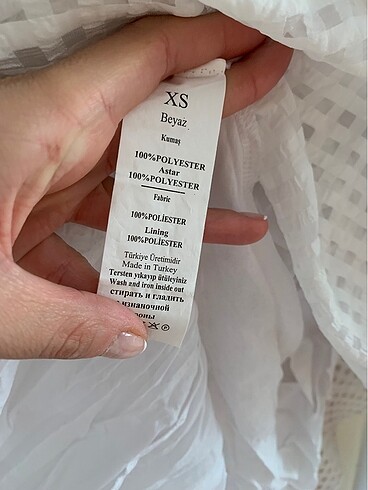 XS
Beyaz
Kumaş
100%POLYESTER
Astar
100%POLYESTER
Fabric
100%POLİESTER
Lining
100%POLİESTER
Türkiye Üretimidir
Made in Turkey
Tersten yıkayıp ütüleyiniz
Wash and iron inside out
стирать и гладить
изнаночной